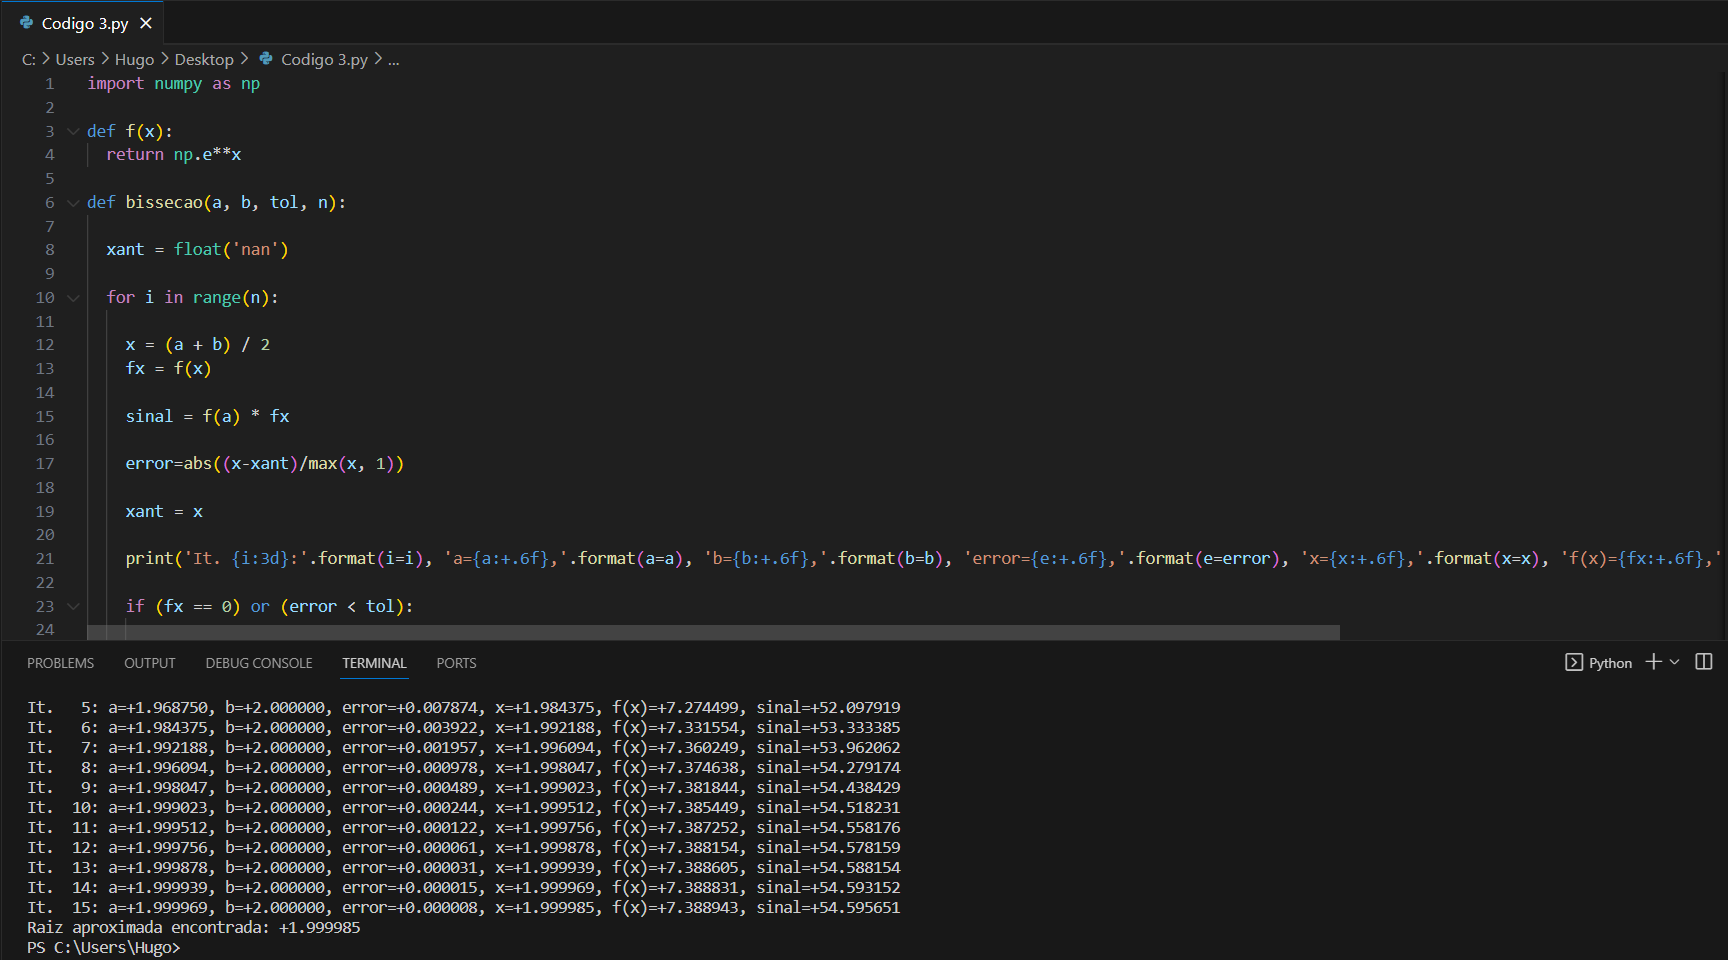 Codigo 3.py
C: > Users > Hugo > Desktop > Codigo 3.py > ...
1 import numpy as np
2
3 def f(x):
4 return np.e**x
5
6 def bissecao(a, b, tol, n):
7
8 xant = float('nan')
9
10 for i in range(n):
11
12 x = (a + b) / 2
13 fx = f(x)
14
15 sinal = f(a) * fx
16
17 error=abs((x-xant)/max(x, 1))
18
19 xant = x
20
21 print('It. {i:3d}:'.format(i=i), 'a={a:+.6f},'.format(a=a), 'b={b:+.6f},'.format(b=b), 'error={e:+.6f},'.format(e=error), 'x={x:+.6f},'.format(x=x), 'f(x)={fx:+.6f},'
22
23 if (fx == 0) or (error < tol):
24
PROBLEMS OUTPUT DEBUG CONSOLE TERMINAL PORTS Python
It. 5: a=+1.968750, b=+2.000000, error=+0.007874, x=+1.984375, f(x)=+7.274499, sinal=+52.097919
It. 6: a=+1.984375, b=+2.000000, error=+0.003922, x=+1.992188, f(x)=+7.331554, sinal=+53.333385
It. 7: a=+1.992188, b=+2.000000, error=+0.001957, x=+1.996094, f(x)=+7.360249, sinal=+53.962062
It. 8: a=+1.996094, b=+2.000000, error=+0.000978, x=+1.998047, f(x)=+7.374638, sinal=+54.279174
It. 9: a=+1.998047, b=+2.000000, error=+0.000489, x=+1.999023, f(x)=+7.381844, sinal=+54.438429
It. 10: a=+1.999023, b=+2.000000, error=+0.000244, x=+1.999512, f(x)=+7.385449, sinal=+54.518231
It. 11: a=+1.999512, b=+2.000000, error=+0.000122, x=+1.999756, f(x)=+7.387252, sinal=+54.558176
It. 12: a=+1.999756, b=+2.000000, error=+0.000061, x=+1.999878, f(x)=+7.388154, sinal=+54.578159
It. 13: a=+1.999878, b=+2.000000, error=+0.000031, x=+1.999939, f(x)=+7.388605, sinal=+54.588154
It. 14: a=+1.999939, b=+2.000000, error=+0.000015, x=+1.999969, f(x)=+7.388831, sinal=+54.593152
It. 15: a=+1.999969, b=+2.000000, error=+0.000008, x=+1.999985, f(x)=+7.388943, sinal=+54.595651
Raiz aproximada encontrada: +1.999985
PS C:\Users\Hugo>